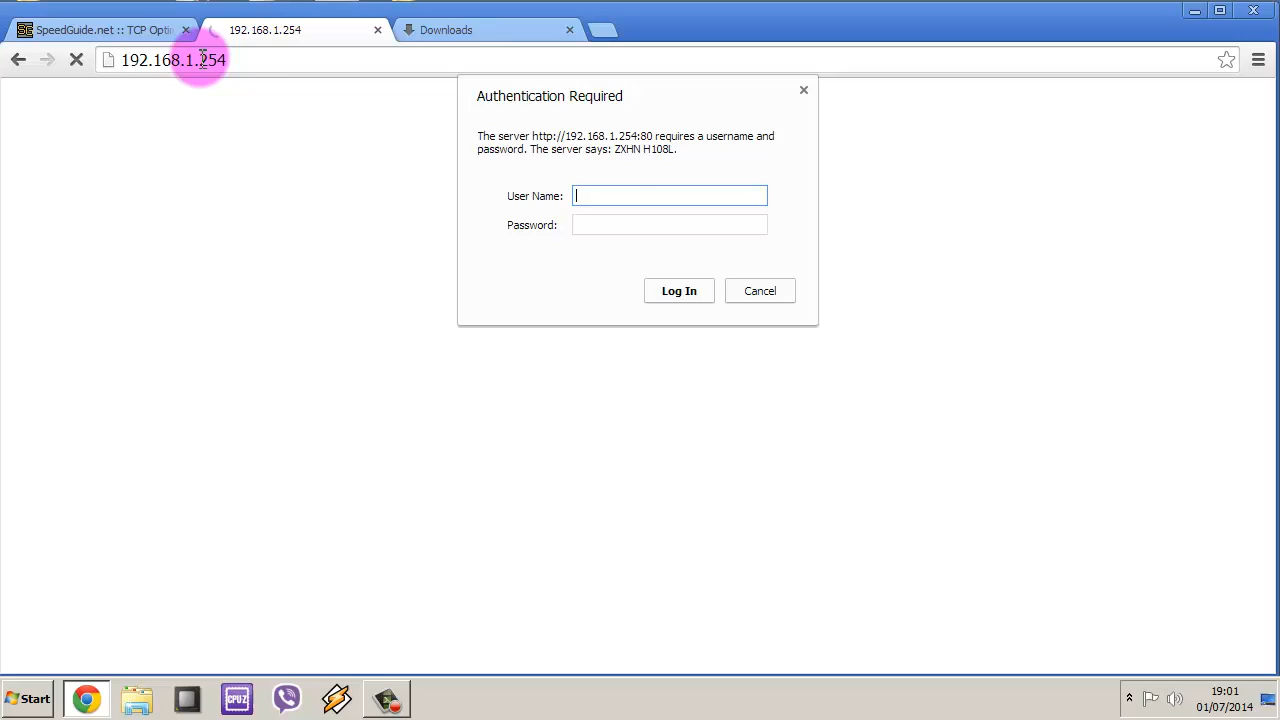 SpeedGuide.net :: TCP Opti
192.168.1.254
Downloads
192.168.1.254
Authentication Required
The server http://192.168.1.254:80 requires a username and
password. The server says: ZXHN H108L.
User Name:
Password:
Log In
Cancel
Start
CPU-Z
19:01
01/07/2014